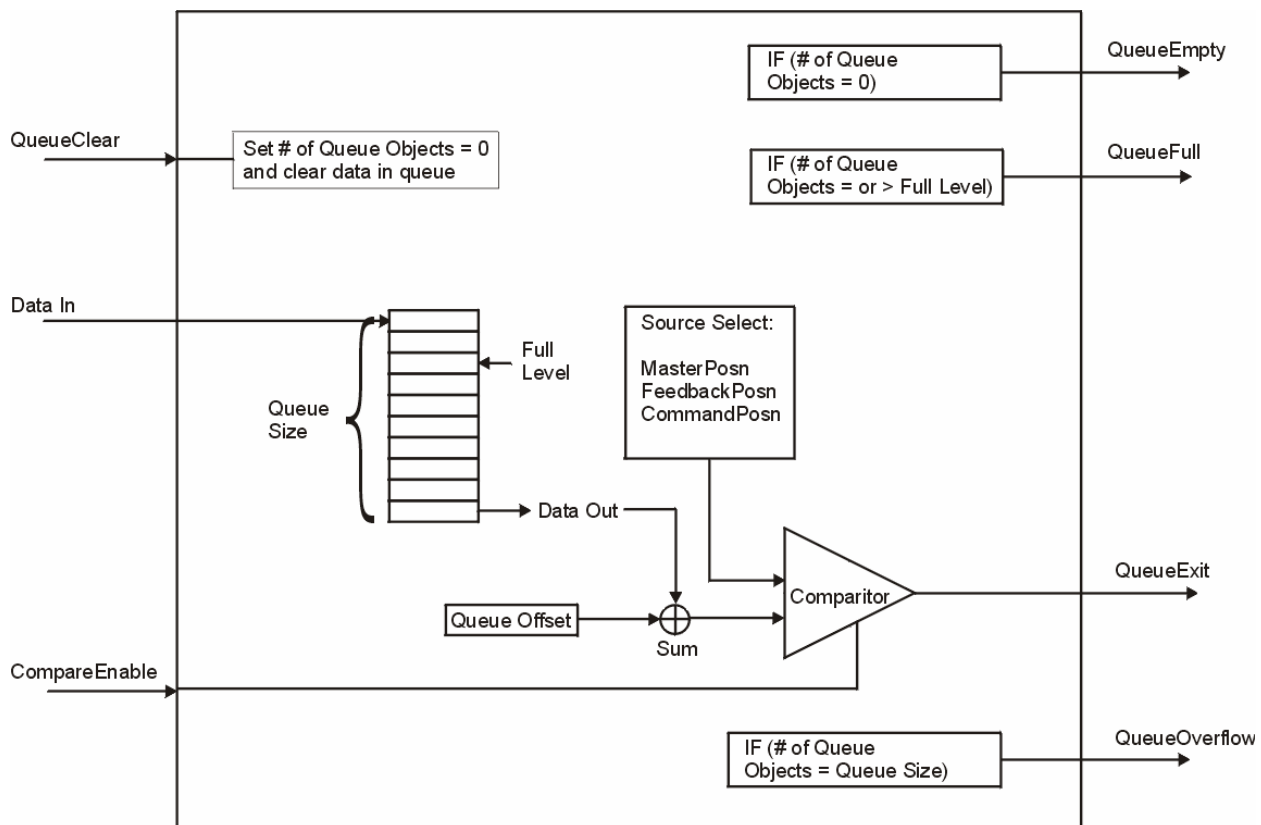 IF (# of Queue
Objects = 0)
QueueEmpty
QueueClear
Set # of Queue Objects = 0
and clear data in queue
IF (# of Queue
Objects = or > Full Level)
QueueFull
Data In
Full
Level
Queue
Size
Source Select:
MasterPosn
FeedbackPosn
CommandPosn
Data Out
Comparitor
QueueExit
Queue Offset
Sum
CompareEnable
IF (# of Queue
Objects = Queue Size)
QueueOverflow